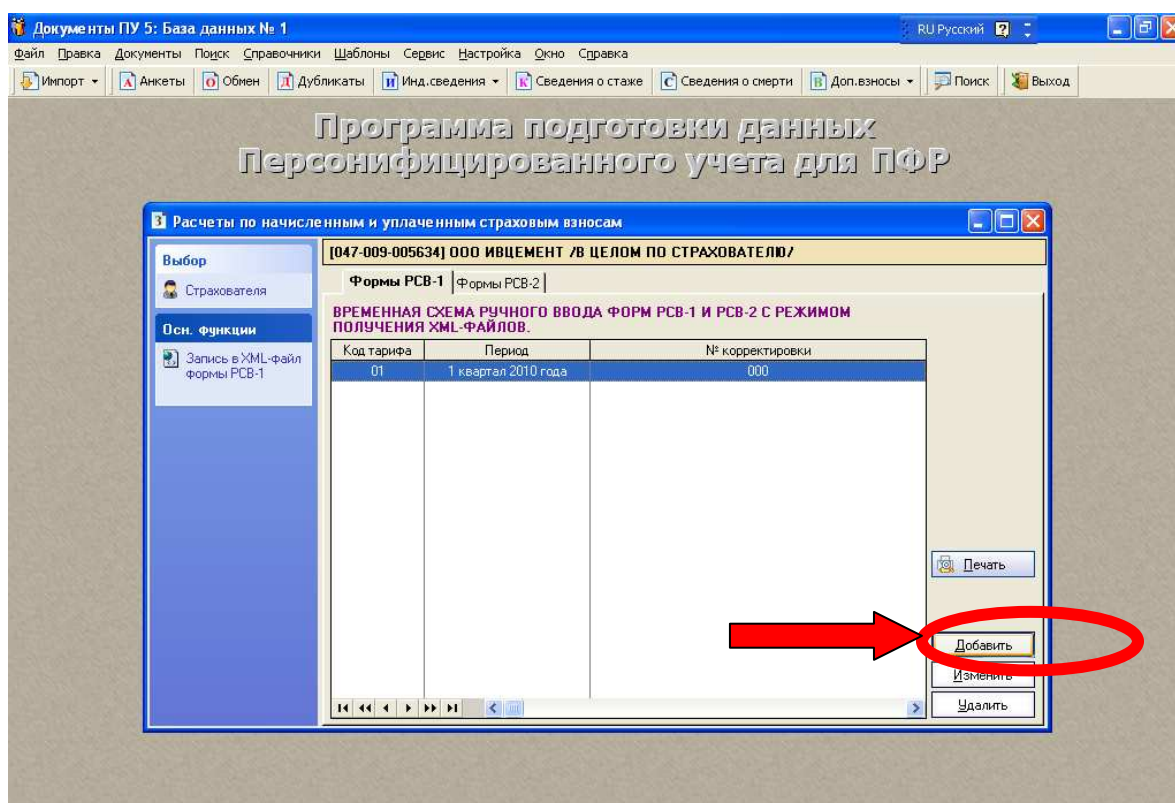 Документы ПУ 5: База данных № 1
RU Русский
Файл Правка Документы Поиск Справочники Шаблоны Сервис Настройка Окно Справка
Импорт А Анкеты О Обмен Д Дубликаты И Инд.сведения К Сведения о стаже С Сведения о смерти В Доп.взносы Поиск Выход
Программа подготовки данных
Персонифицированного учета для ПФР
Расчеты по начисленным и уплаченным страховым взносам
Выбор
Страхователя
Осн. функции
Запись в XML-файл
формы РСВ-1
[047-009-005634] ООО ИВЦЕМЕНТ /В ЦЕЛОМ ПО СТРАХОВАТЕЛЮ/
Формы РСВ-1 Формы РСВ-2
ВРЕМЕННАЯ СХЕМА РУЧНОГО ВВОДА ФОРМ РСВ-1 И РСВ-2 С РЕЖИМОМ
ПОЛУЧЕНИЯ XML-ФАЙЛОВ.
Код тарифа Период № корректировки
01 1 квартал 2010 года 000
Печать
Добавить
Изменить
Удалить